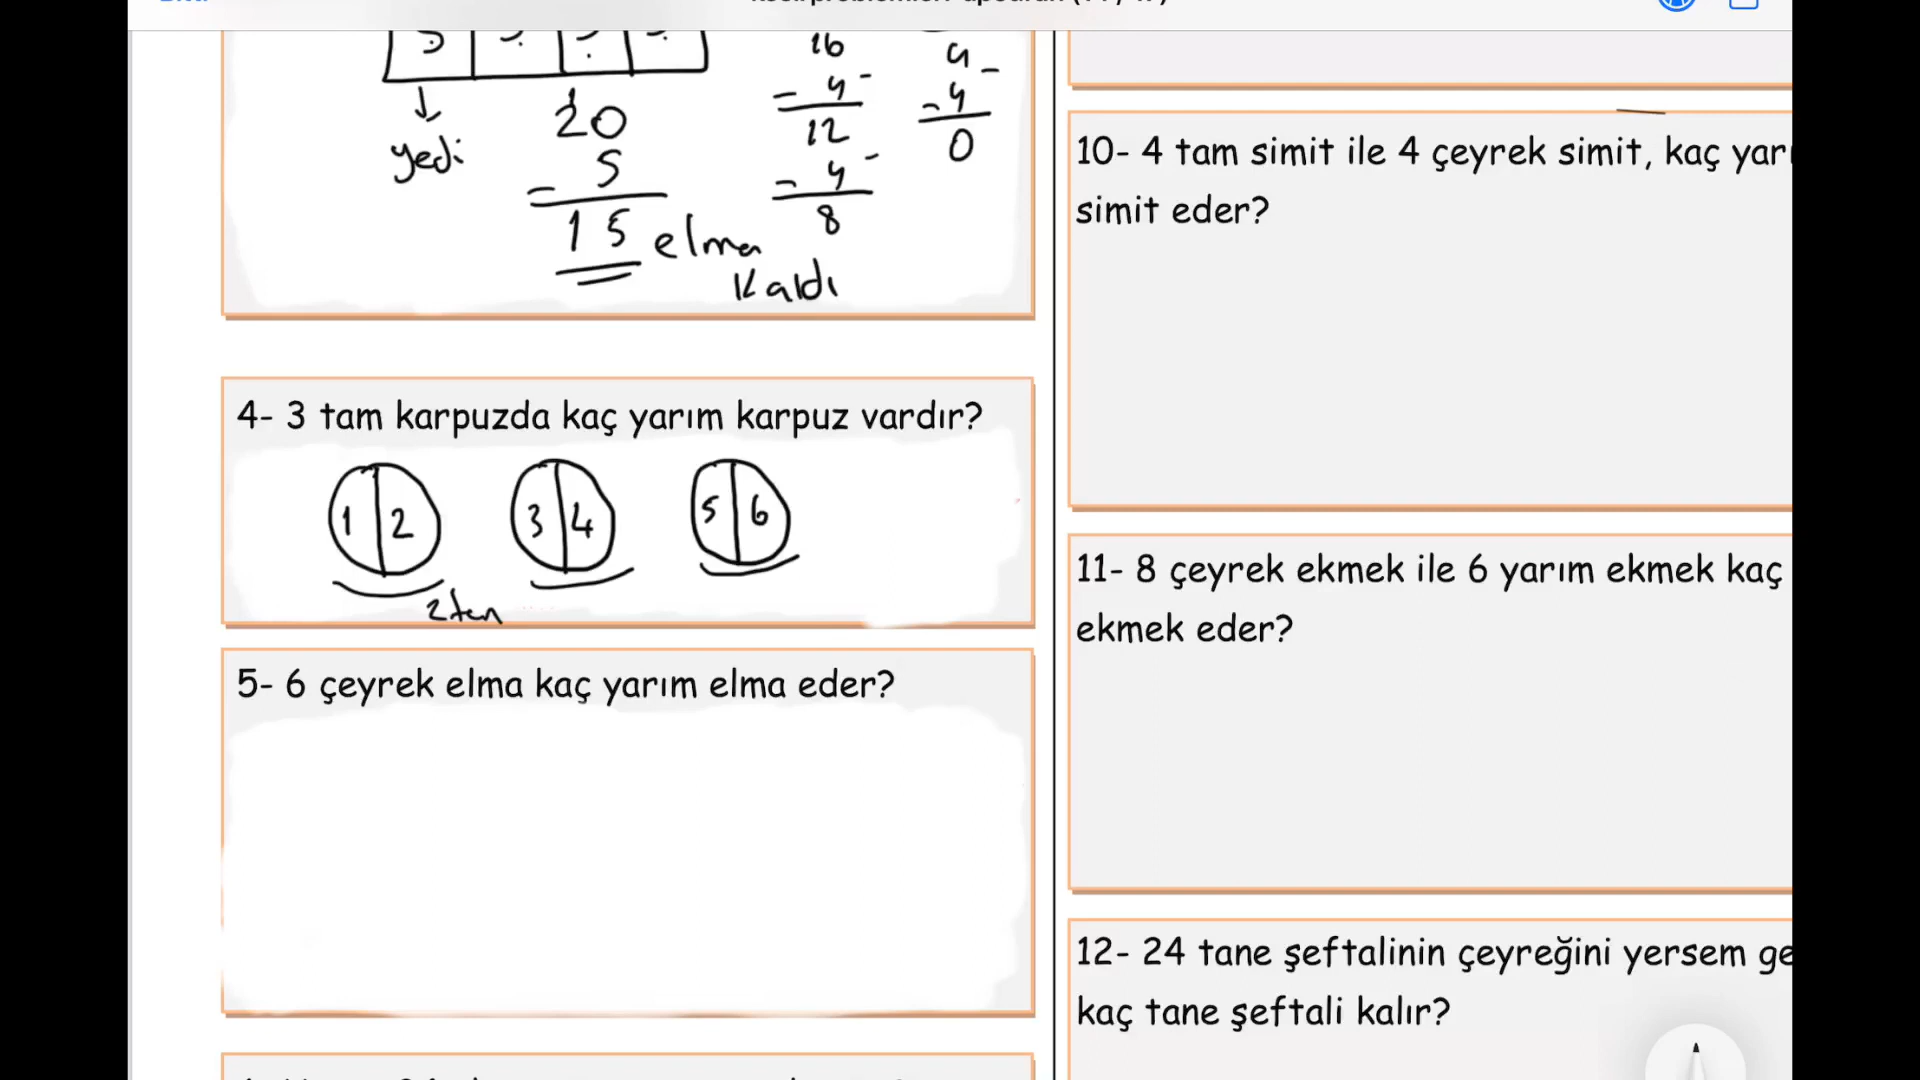 20
- 5
15 elma
kaldı
yedi
16
- 4
12
- 4
8
4
- 4
0
4- 3 tam karpuzda kaç yarım karpuz vardır?
1 2 3 4 5 6
2 ten
5- 6 çeyrek elma kaç yarım elma eder?
10- 4 tam simit ile 4 çeyrek simit, kaç yar
simit eder?
11- 8 çeyrek ekmek ile 6 yarım ekmek kaç
ekmek eder?
12- 24 tane şeftalinin çeyreğini yersem ge
kaç tane şeftali kalır?